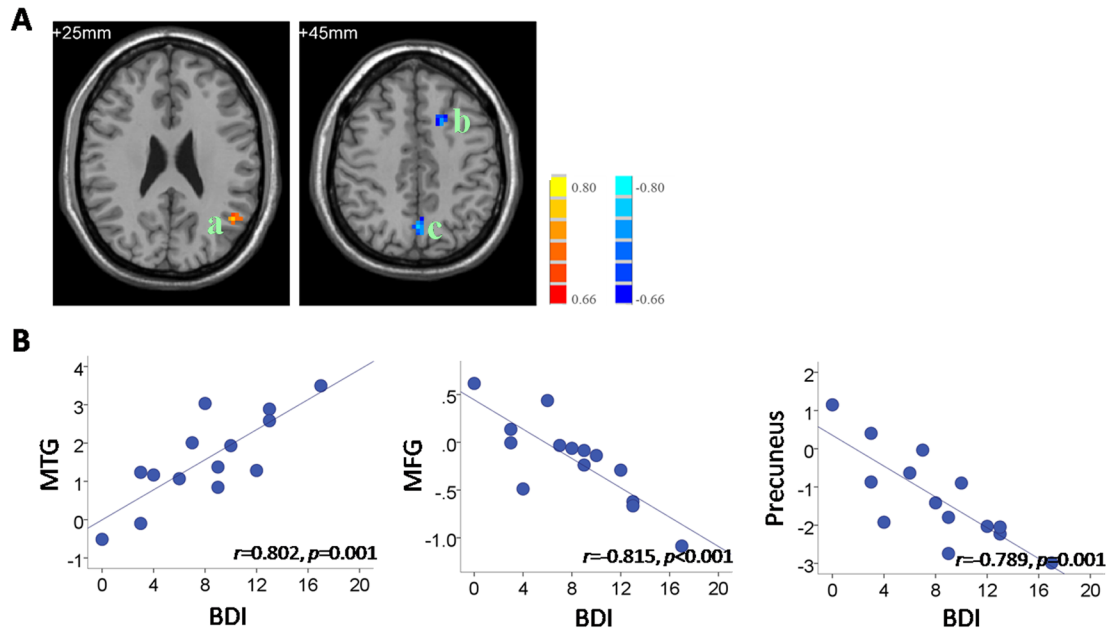 A
+25mm
+45mm
a
b
c
0.80
-0.80
0.66
-0.66
B
4
3
2
1
0
-1
MTG
0 4 8 12 16 20
BDI
r=0.802, p=0.001
.5
.0
-.5
-1.0
MFG
0 4 8 12 16 20
BDI
r=-0.815, p<0.001
2
1
0
-1
-2
-3
Precuneus
0 4 8 12 16 20
BDI
r=-0.789, p=0.001